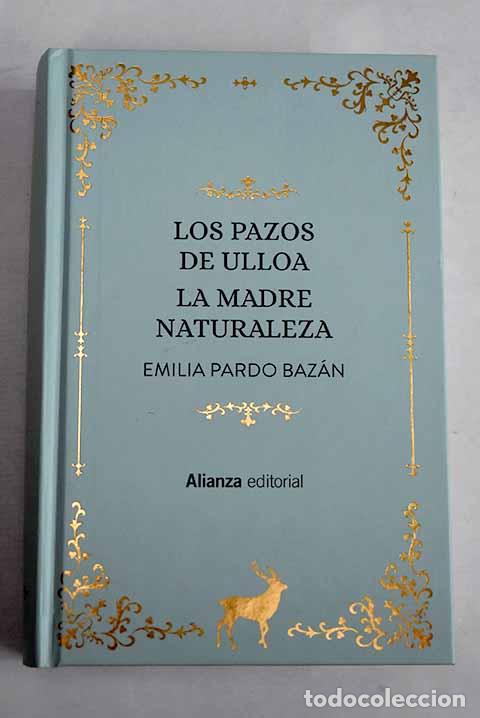 LOS PAZOS
DE ULLOA
LA MADRE
NATURALEZA
EMILIA PARDO BAZÁN
Alianza editorial
todocoleccion